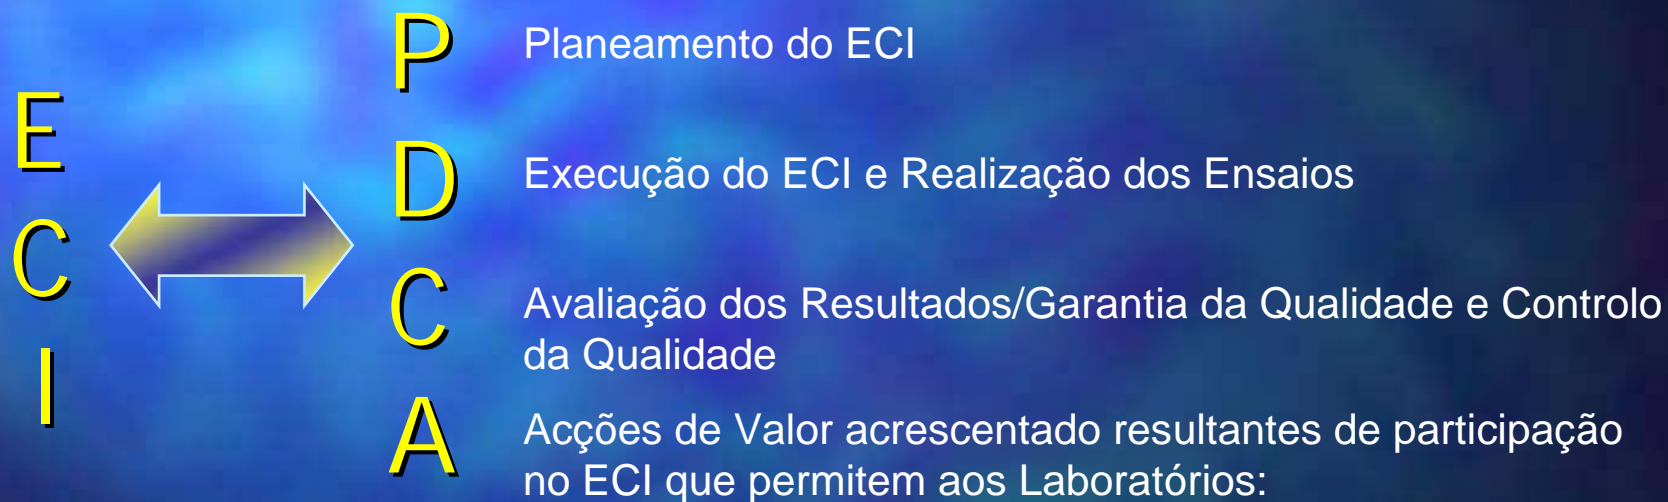 E
C
I
P
Planeamento do ECI
D
Execução do ECI e Realização dos Ensaios
C
Avaliação dos Resultados/Garantia da Qualidade e Controlo
da Qualidade
A
Acções de Valor acrescentado resultantes de participação
no ECI que permitem aos Laboratórios: